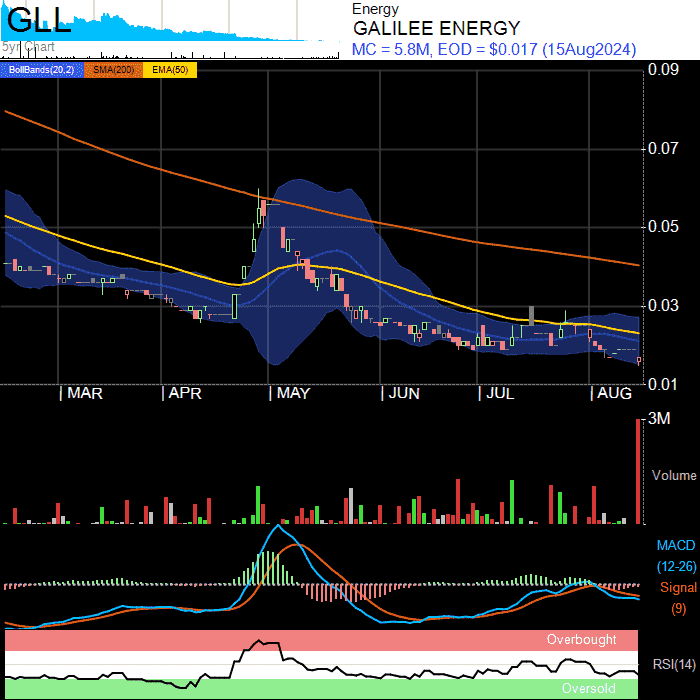 GLL
5yr Chart
Energy
GALILEE ENERGY
MC = 5.8M, EOD = $0.017 (15Aug2024)
BollBands(20,2) SMA(200) EMA(50)
0.09
0.07
0.05
0.03
0.01
MAR APR MAY JUN JUL AUG
3M
Volume
MACD
(12-26)
Signal
(9)
Overbought
RSI(14)
Oversold